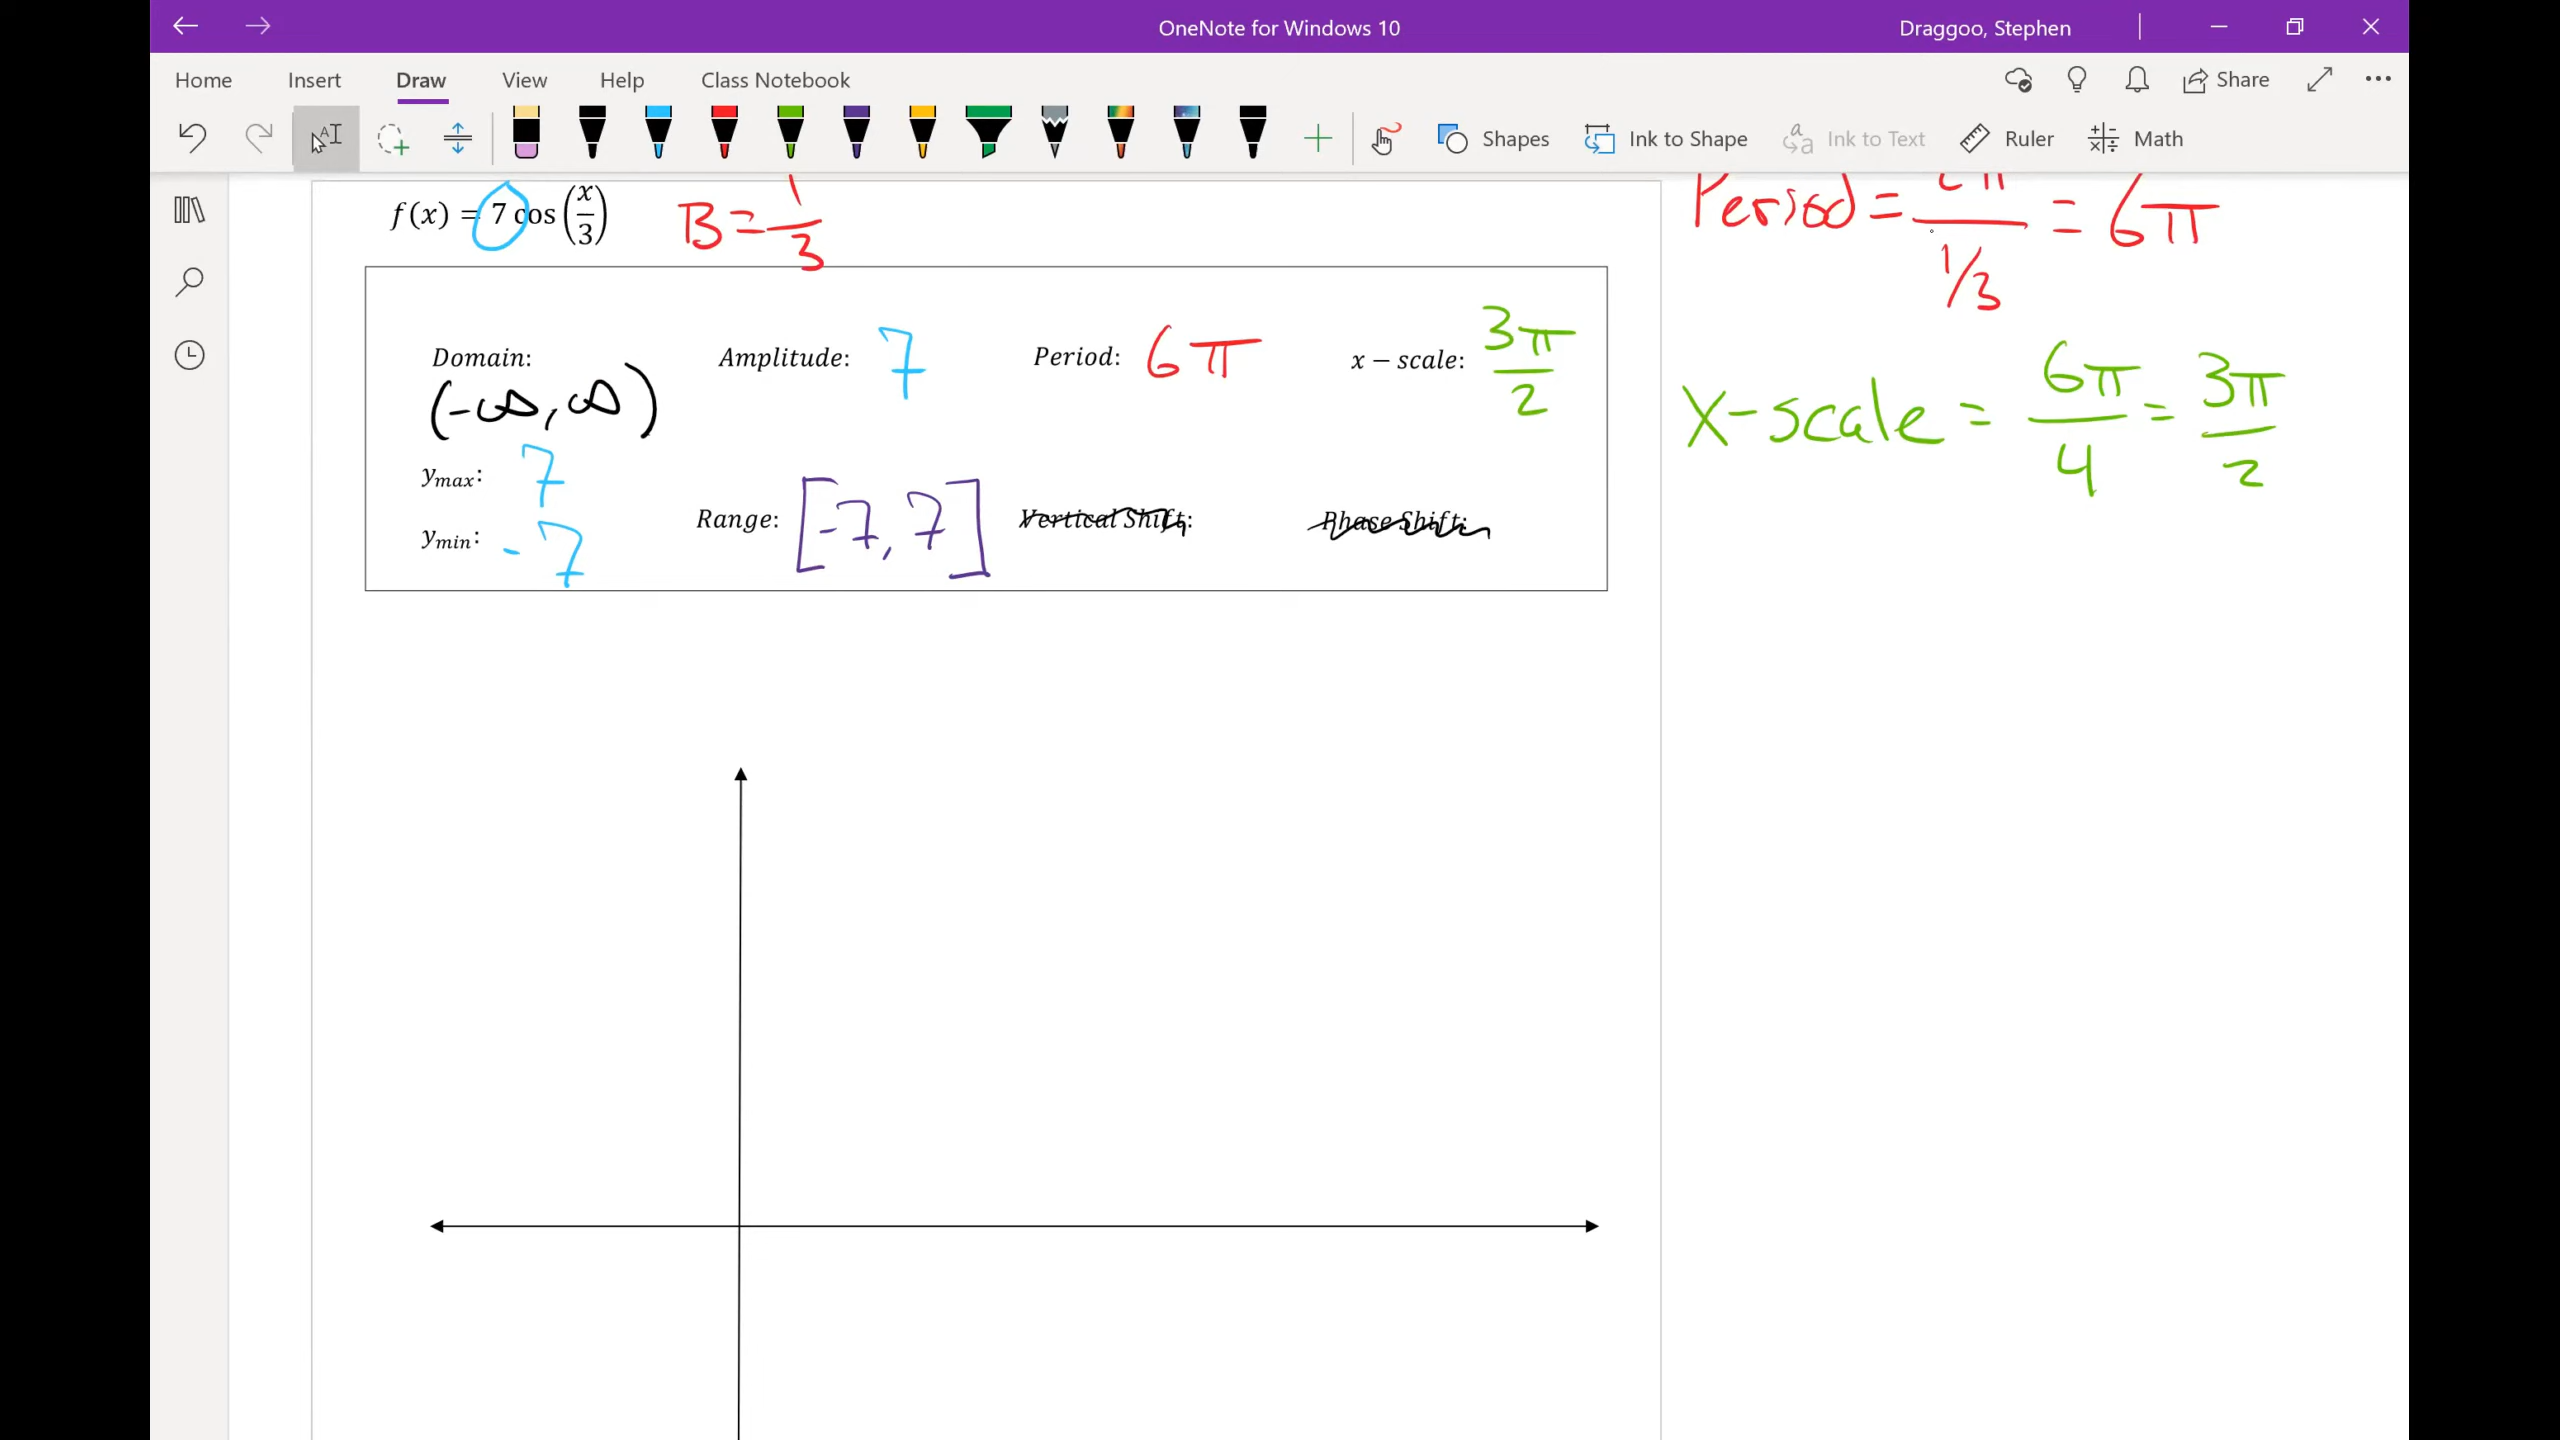 OneNote for Windows 10
Draggoo, Stephen
Home Insert Draw View Help Class Notebook Share
Shapes Ink to Shape Ink to Text Ruler Math
f(x) = 7 cos (x/3) B = 1/3 Period = 2π / 1/3 = 6π
Domain: (-∞, ∞) Amplitude: 7 Period: 6π x − scale: 3π/2
X-scale = 6π/4 = 3π/2
ymax: 7
ymin: -7
Range: [-7, 7] Vertical Shift: Phase Shift: